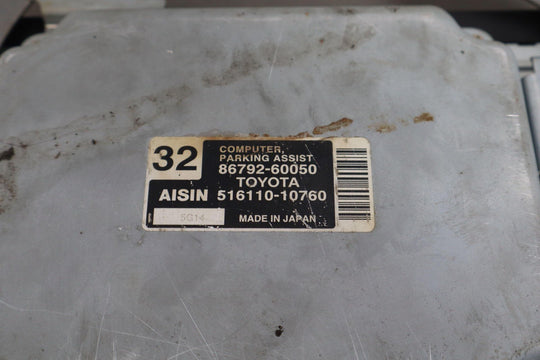 32
COMPUTER,
PARKING ASSIST
86792-60050
TOYOTA
AISIN 516110-10760
5G14
MADE IN JAPAN